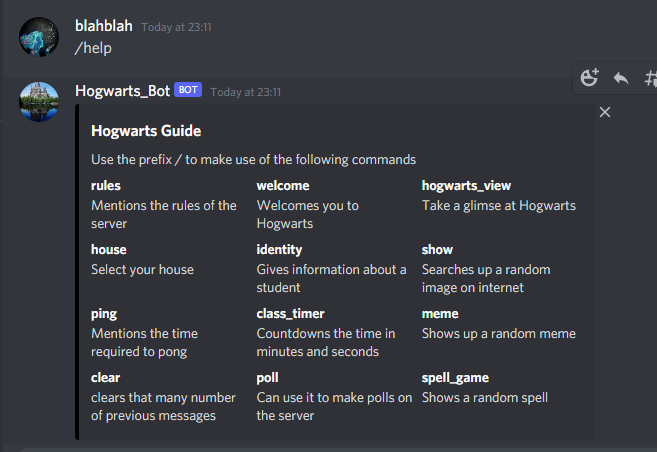 blahblah Today at 23:11
/help
Hogwarts_Bot BOT Today at 23:11
Hogwarts Guide
Use the prefix / to make use of the following commands
rules
Mentions the rules of the
server
welcome
Welcomes you to
Hogwarts
hogwarts_view
Take a glimse at Hogwarts
house
Select your house
identity
Gives information about a
student
show
Searches up a random
image on internet
ping
Mentions the time
required to pong
class_timer
Countdowns the time in
minutes and seconds
meme
Shows up a random meme
clear
clears that many number
of previous messages
poll
Can use it to make polls on
the server
spell_game
Shows a random spell